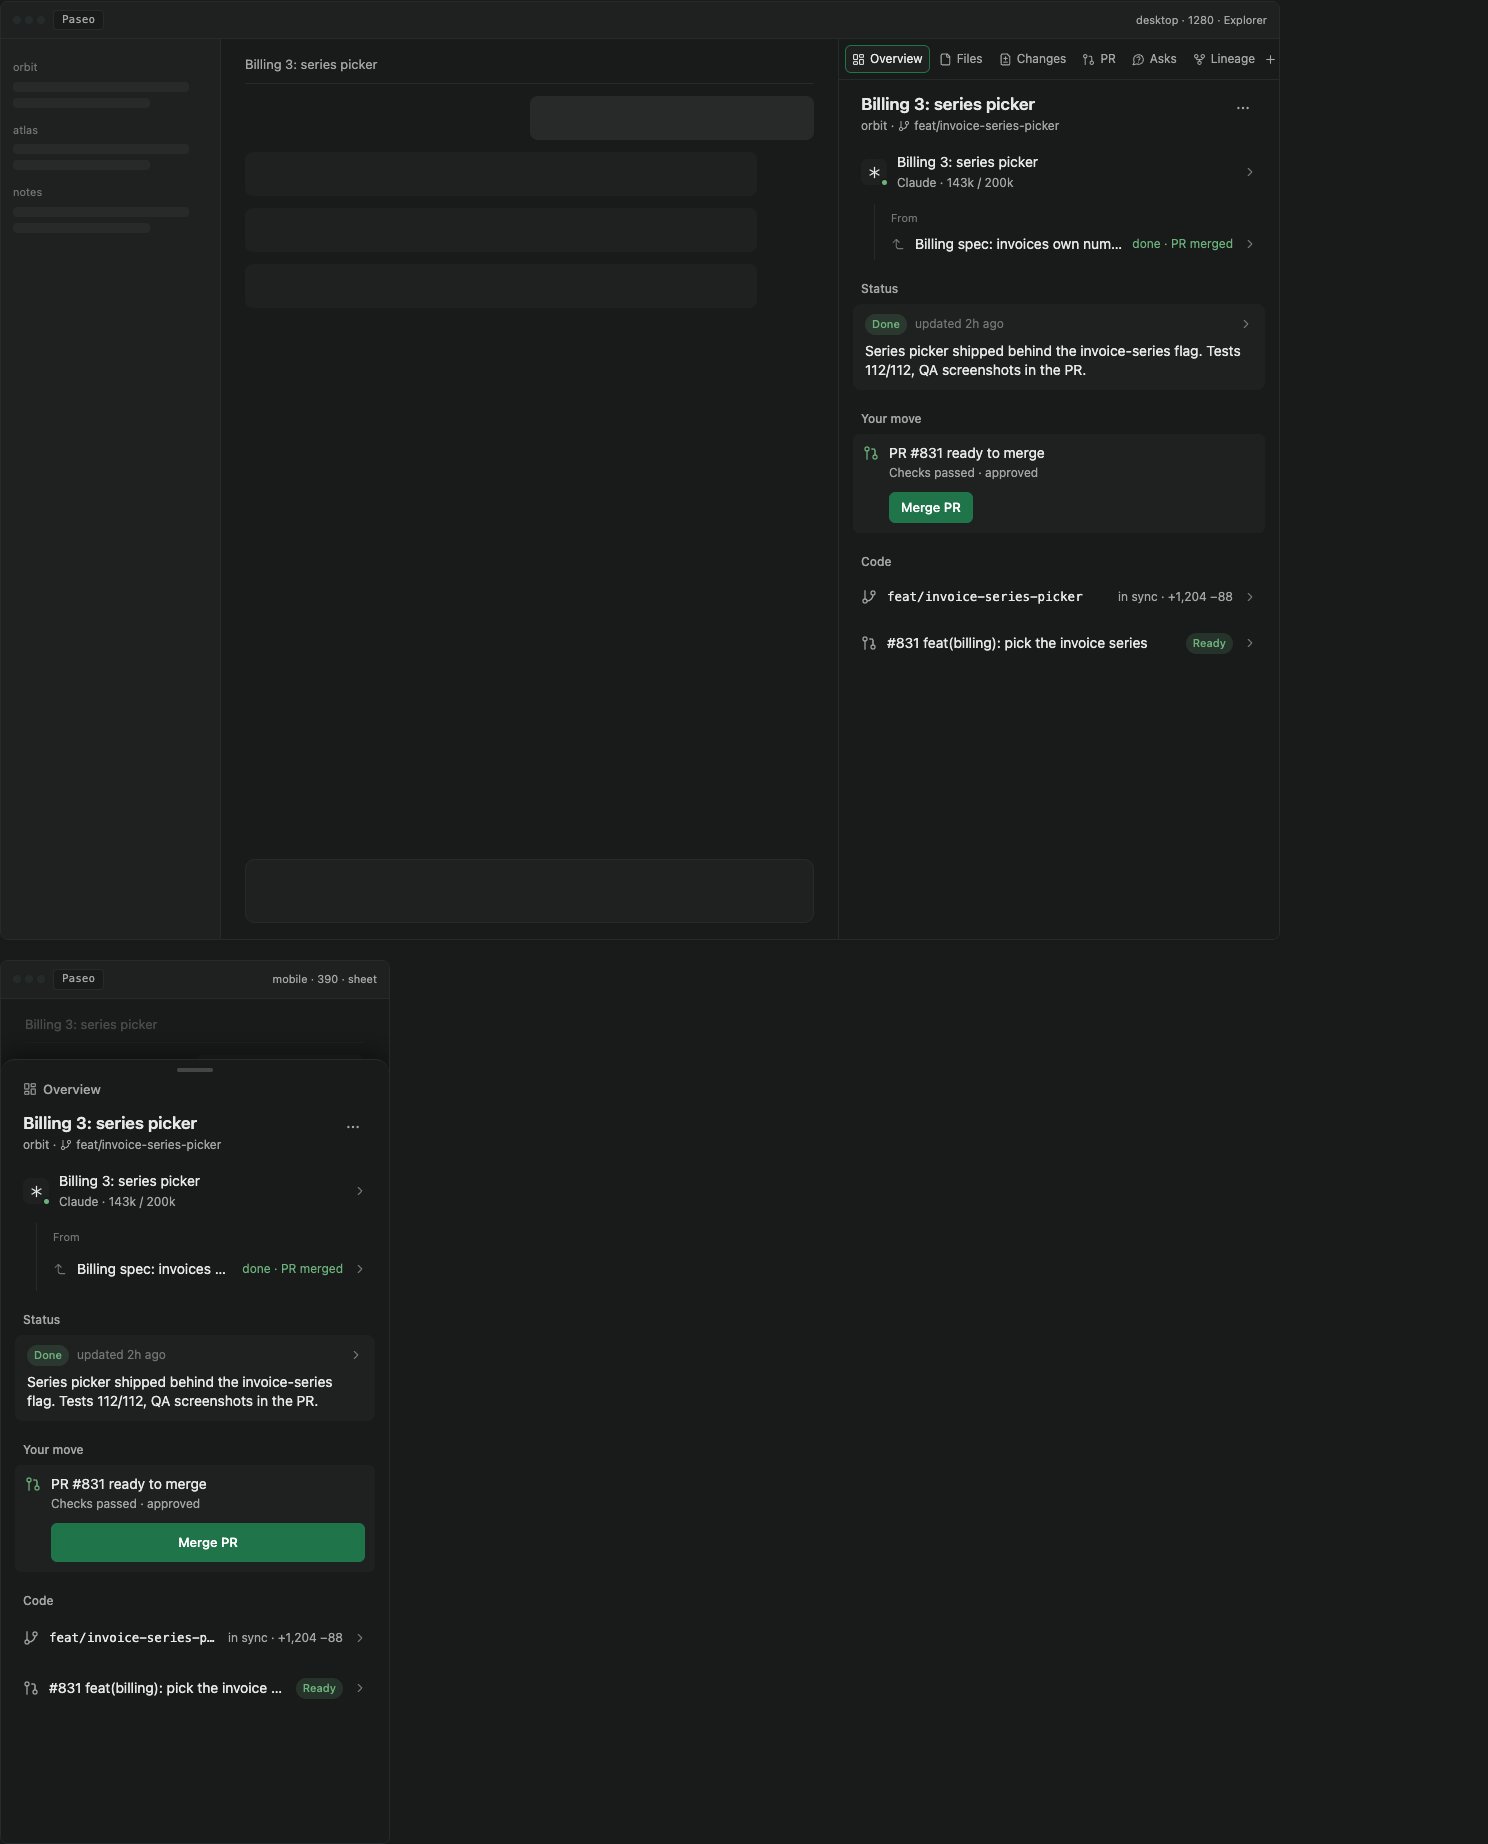 Paseo
desktop · 1280 · Explorer
orbit
atlas
notes
Billing 3: series picker
Overview
Files
Changes
PR
Asks
Lineage
+
Billing 3: series picker
...
orbit · feat/invoice-series-picker
Billing 3: series picker
Claude · 143k / 200k
From
Billing spec: invoices own num... done · PR merged
Status
Done updated 2h ago
Series picker shipped behind the invoice-series flag. Tests
112/112, QA screenshots in the PR.
Your move
PR #831 ready to merge
Checks passed · approved
Merge PR
Code
feat/invoice-series-picker in sync · +1,204 −88
#831 feat(billing): pick the invoice series Ready
Paseo
mobile · 390 · sheet
Billing 3: series picker
Overview
Billing 3: series picker
...
orbit · feat/invoice-series-picker
Billing 3: series picker
Claude · 143k / 200k
From
Billing spec: invoices ... done · PR merged
Status
Done updated 2h ago
Series picker shipped behind the invoice-series
flag. Tests 112/112, QA screenshots in the PR.
Your move
PR #831 ready to merge
Checks passed · approved
Merge PR
Code
feat/invoice-series-p… in sync · +1,204 −88
#831 feat(billing): pick the invoice ... Ready